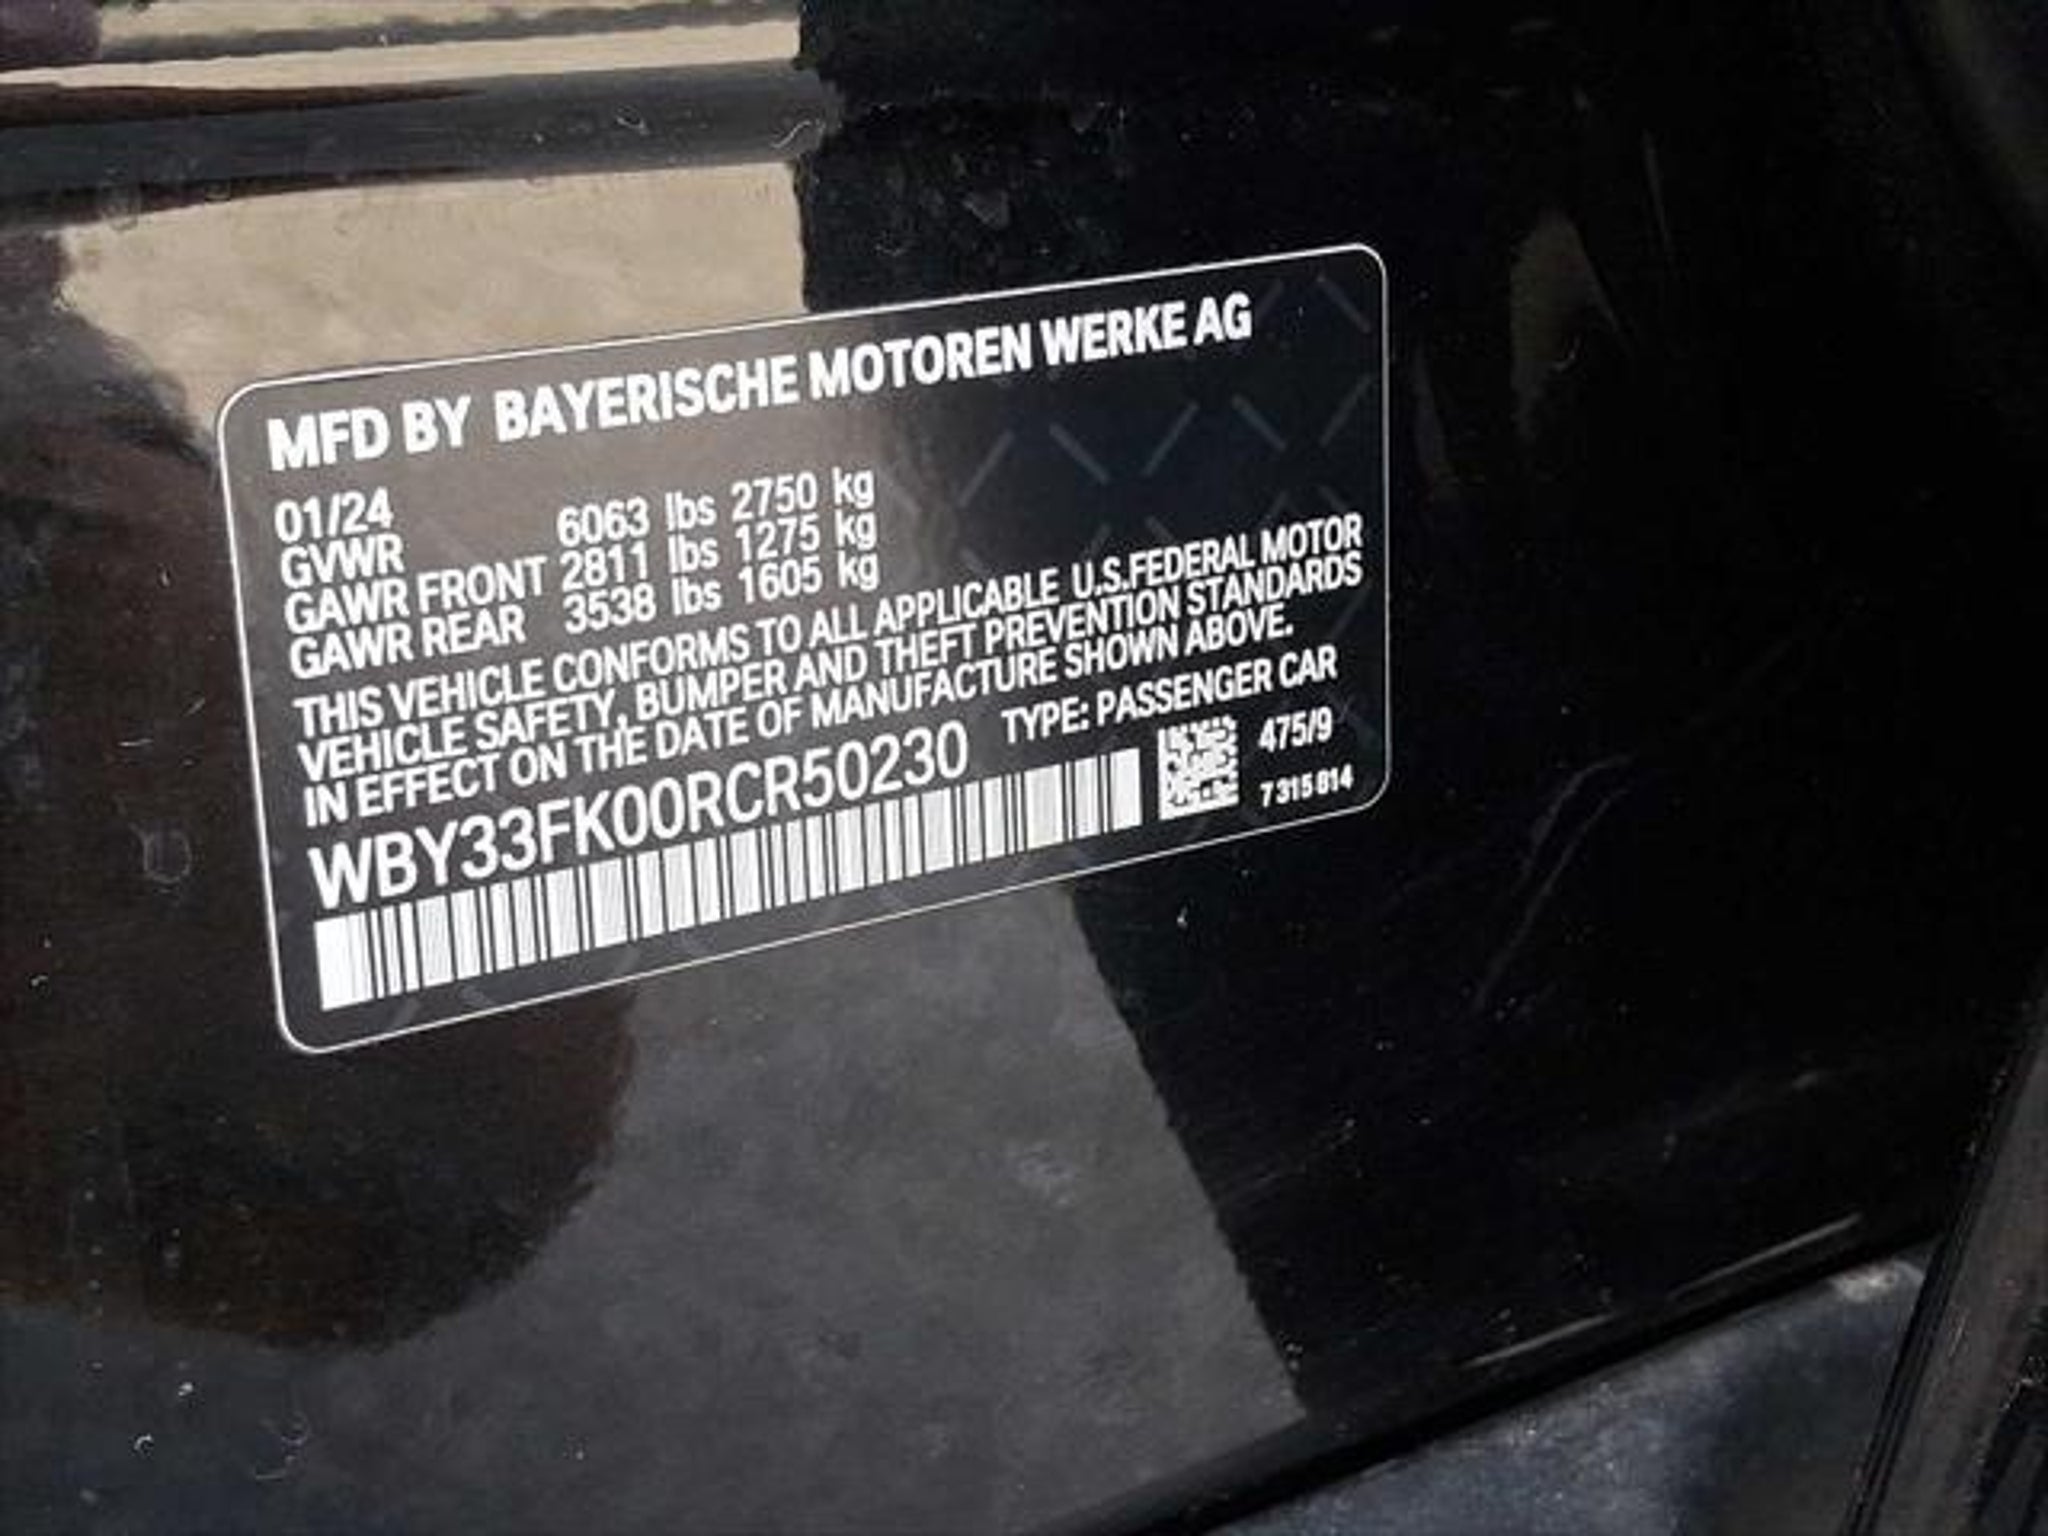 MFD BY BAYERISCHE MOTOREN WERKE AG
01/24
GVWR 6063 lbs 2750 kg
GAWR FRONT 2811 lbs 1275 kg
GAWR REAR 3538 lbs 1605 kg
THIS VEHICLE CONFORMS TO ALL APPLICABLE U.S.FEDERAL MOTOR
VEHICLE SAFETY, BUMPER AND THEFT PREVENTION STANDARDS
IN EFFECT ON THE DATE OF MANUFACTURE SHOWN ABOVE.
WBY33FK00RCR50230 TYPE: PASSENGER CAR
475/9
7 315 814